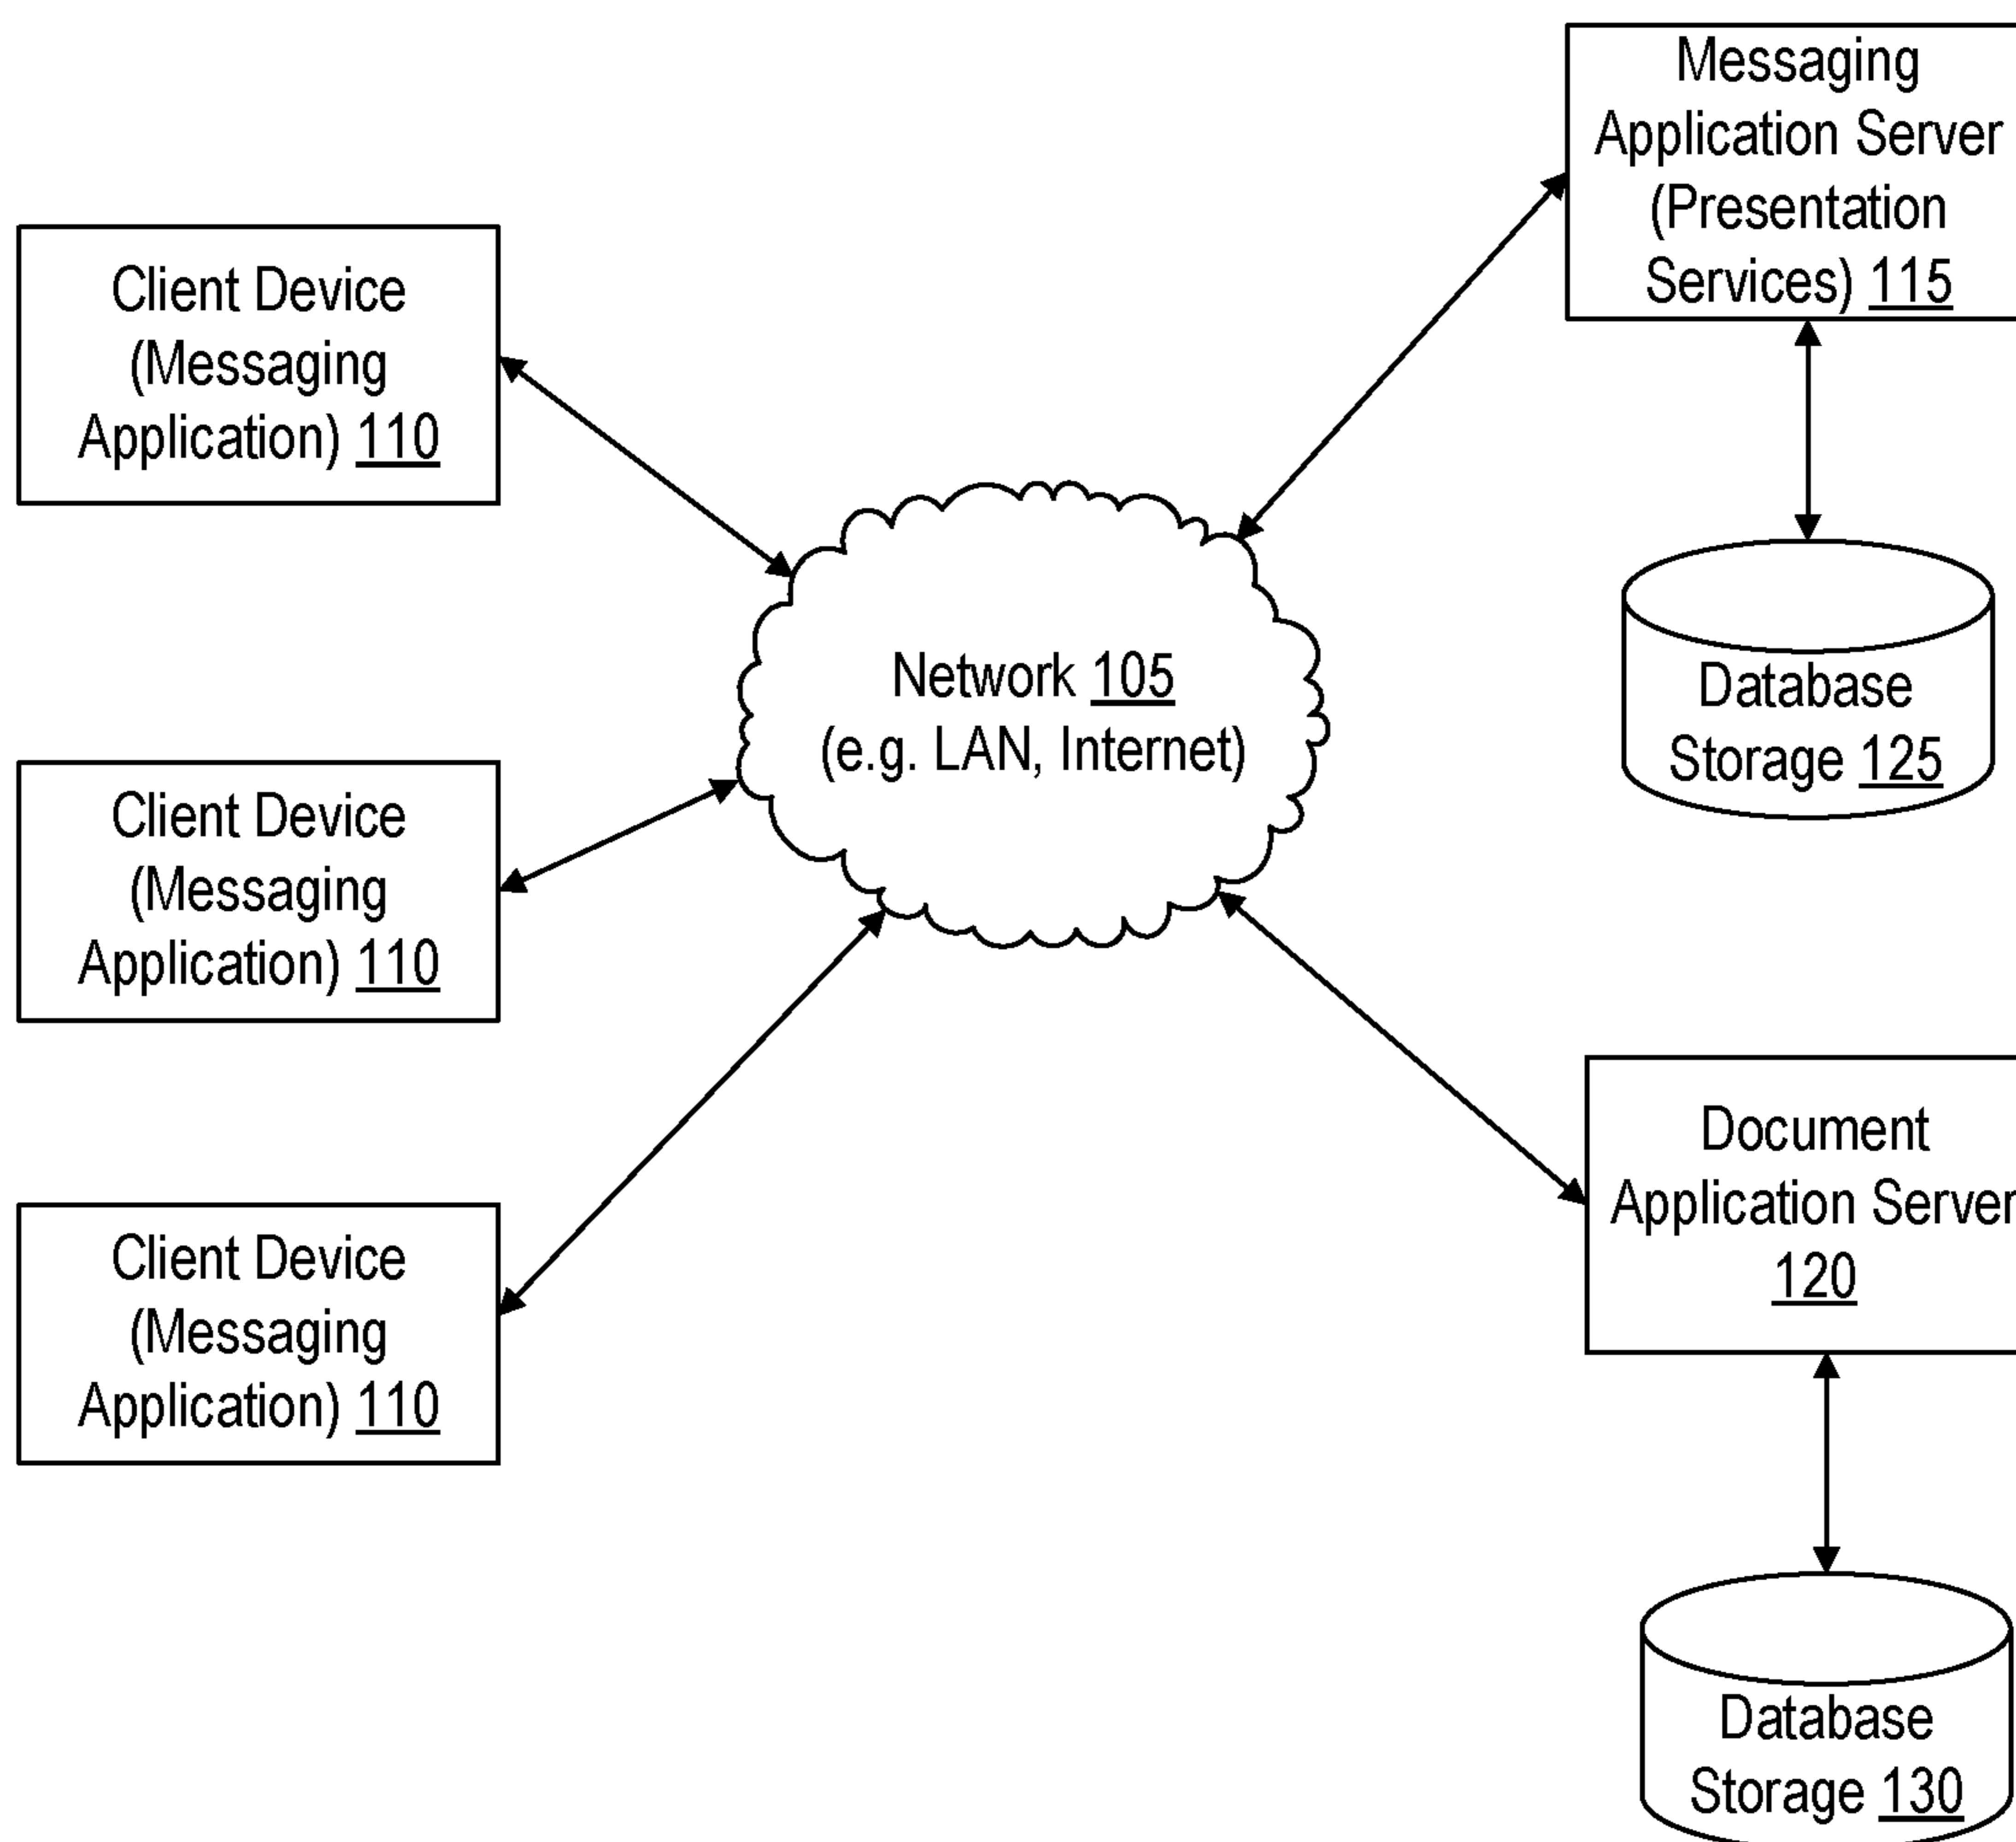 Messaging
Application Server
(Presentation
Services) 115
Client Device
(Messaging
Application) 110
Network 105
(e.g. LAN, Internet)
Database
Storage 125
Client Device
(Messaging
Application) 110
Document
Application Server
120
Client Device
(Messaging
Application) 110
Database
Storage 130